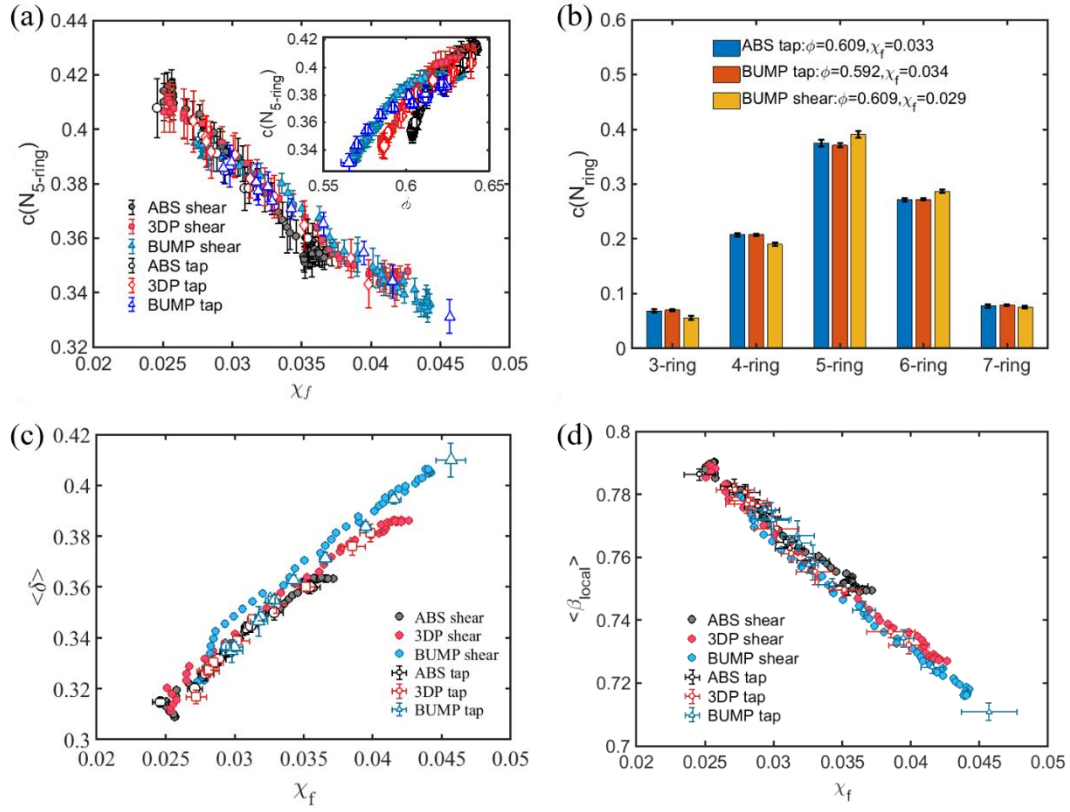 (a)
c(N5-ring)
0.44
0.42
0.4
0.38
0.36
0.34
0.32
0.02 0.025 0.03 0.035 0.04 0.045 0.05
χf
ABS shear
3DP shear
BUMP shear
ABS tap
3DP tap
BUMP tap
c(N5-ring)
0.42
0.39
0.36
0.33
0.55 0.6 0.65
ϕ
(b)
c(Nring)
0.6
0.5
0.4
0.3
0.2
0.1
0
3-ring 4-ring 5-ring 6-ring 7-ring
ABS tap:ϕ=0.609,χf=0.033
BUMP tap:ϕ=0.592,χf=0.034
BUMP shear:ϕ=0.609,χf=0.029
(c)
<δ>
0.42
0.4
0.38
0.36
0.34
0.32
0.3
0.02 0.025 0.03 0.035 0.04 0.045 0.05
χf
ABS shear
3DP shear
BUMP shear
ABS tap
3DP tap
BUMP tap
(d)
<βlocal>
0.8
0.78
0.76
0.74
0.72
0.7
0.02 0.025 0.03 0.035 0.04 0.045 0.05
χf
ABS shear
3DP shear
BUMP shear
ABS tap
3DP tap
BUMP tap